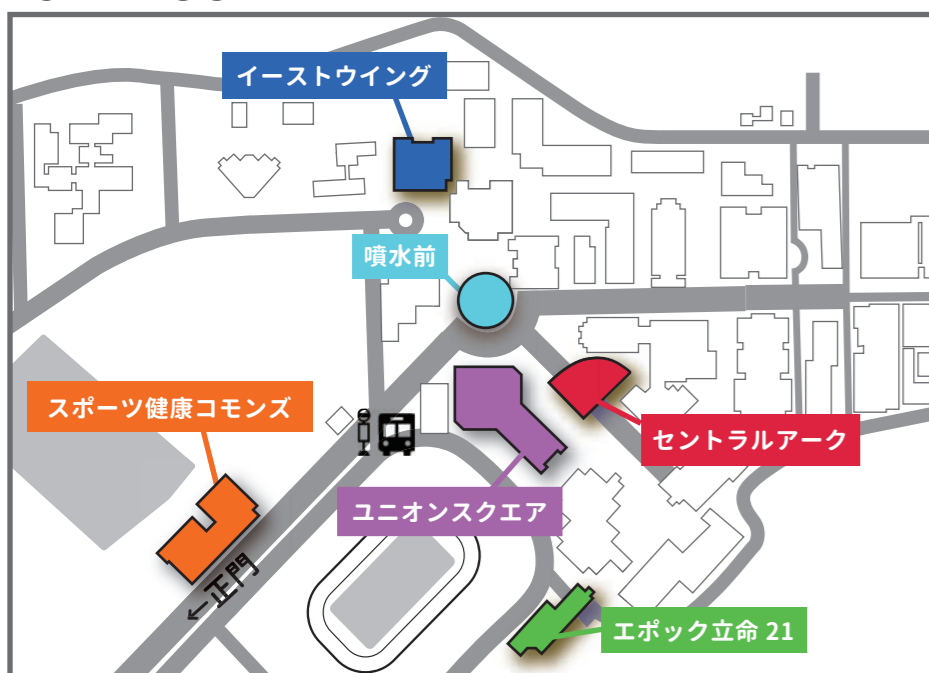 イーストウイング
噴水前
スポーツ健康コモンズ
セントラルアーク
ユニオンスクエア
←正門
エポック立命 21